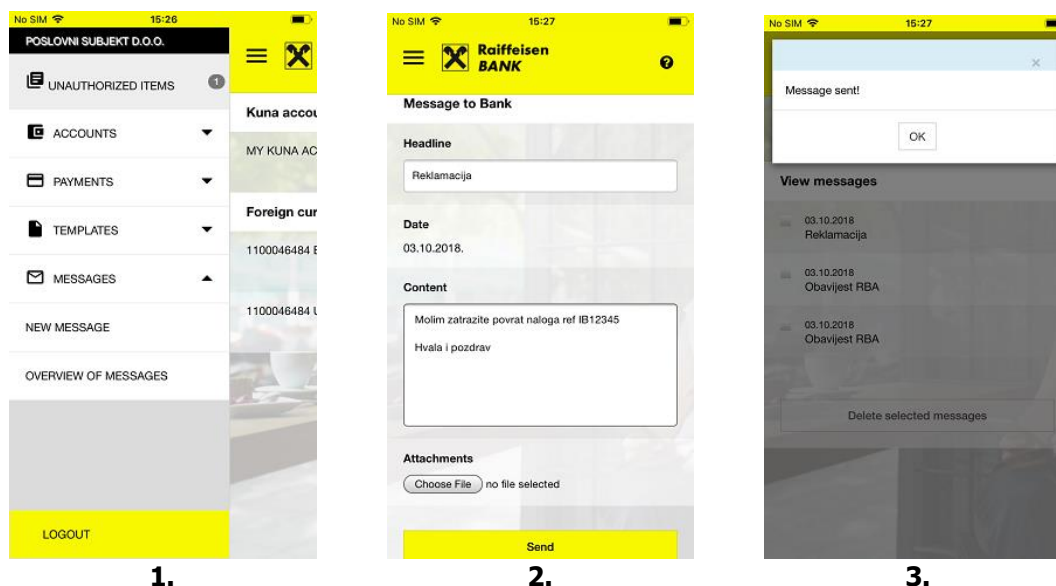 No SIM 15:26
POSLOVNI SUBJEKT D.O.O.
UNAUTHORIZED ITEMS 1
ACCOUNTS
PAYMENTS
TEMPLATES
MESSAGES
NEW MESSAGE
OVERVIEW OF MESSAGES
LOGOUT
Kuna accou
MY KUNA AC
Foreign cur
1100046484 E
1100046484 U
1.
No SIM 15:27
Raiffeisen
BANK
Message to Bank
Headline
Reklamacija
Date
03.10.2018.
Content
Molim zatrazite povrat naloga ref IB12345
Hvala i pozdrav
Attachments
Choose File no file selected
Send
2.
No SIM 15:27
×
Message sent!
OK
View messages
03.10.2018
Reklamacija
03.10.2018
Obavijest RBA
03.10.2018
Obavijest RBA
Delete selected messages
3.